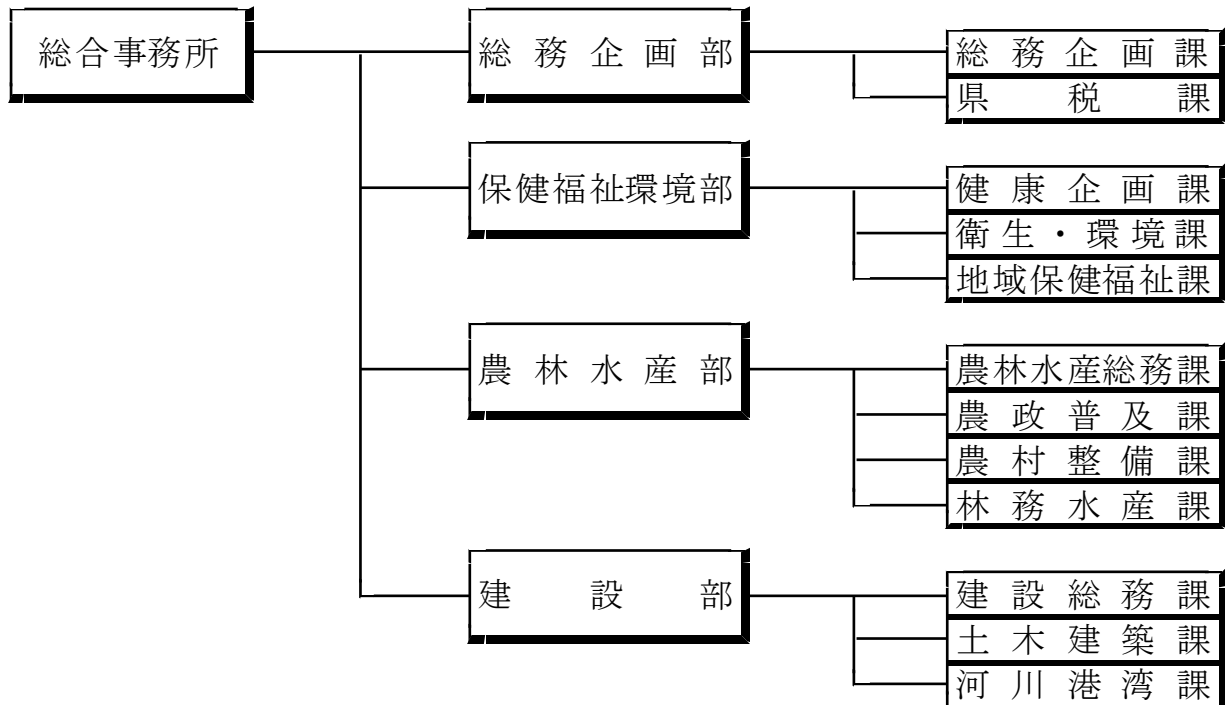 総合事務所
総務企画部
総務企画課
県税課
保健福祉環境部
健康企画課
衛生・環境課
地域保健福祉課
農林水産部
農林水産総務課
農政普及課
農村整備課
林務水産課
建設部
建設総務課
土木建築課
河川港湾課